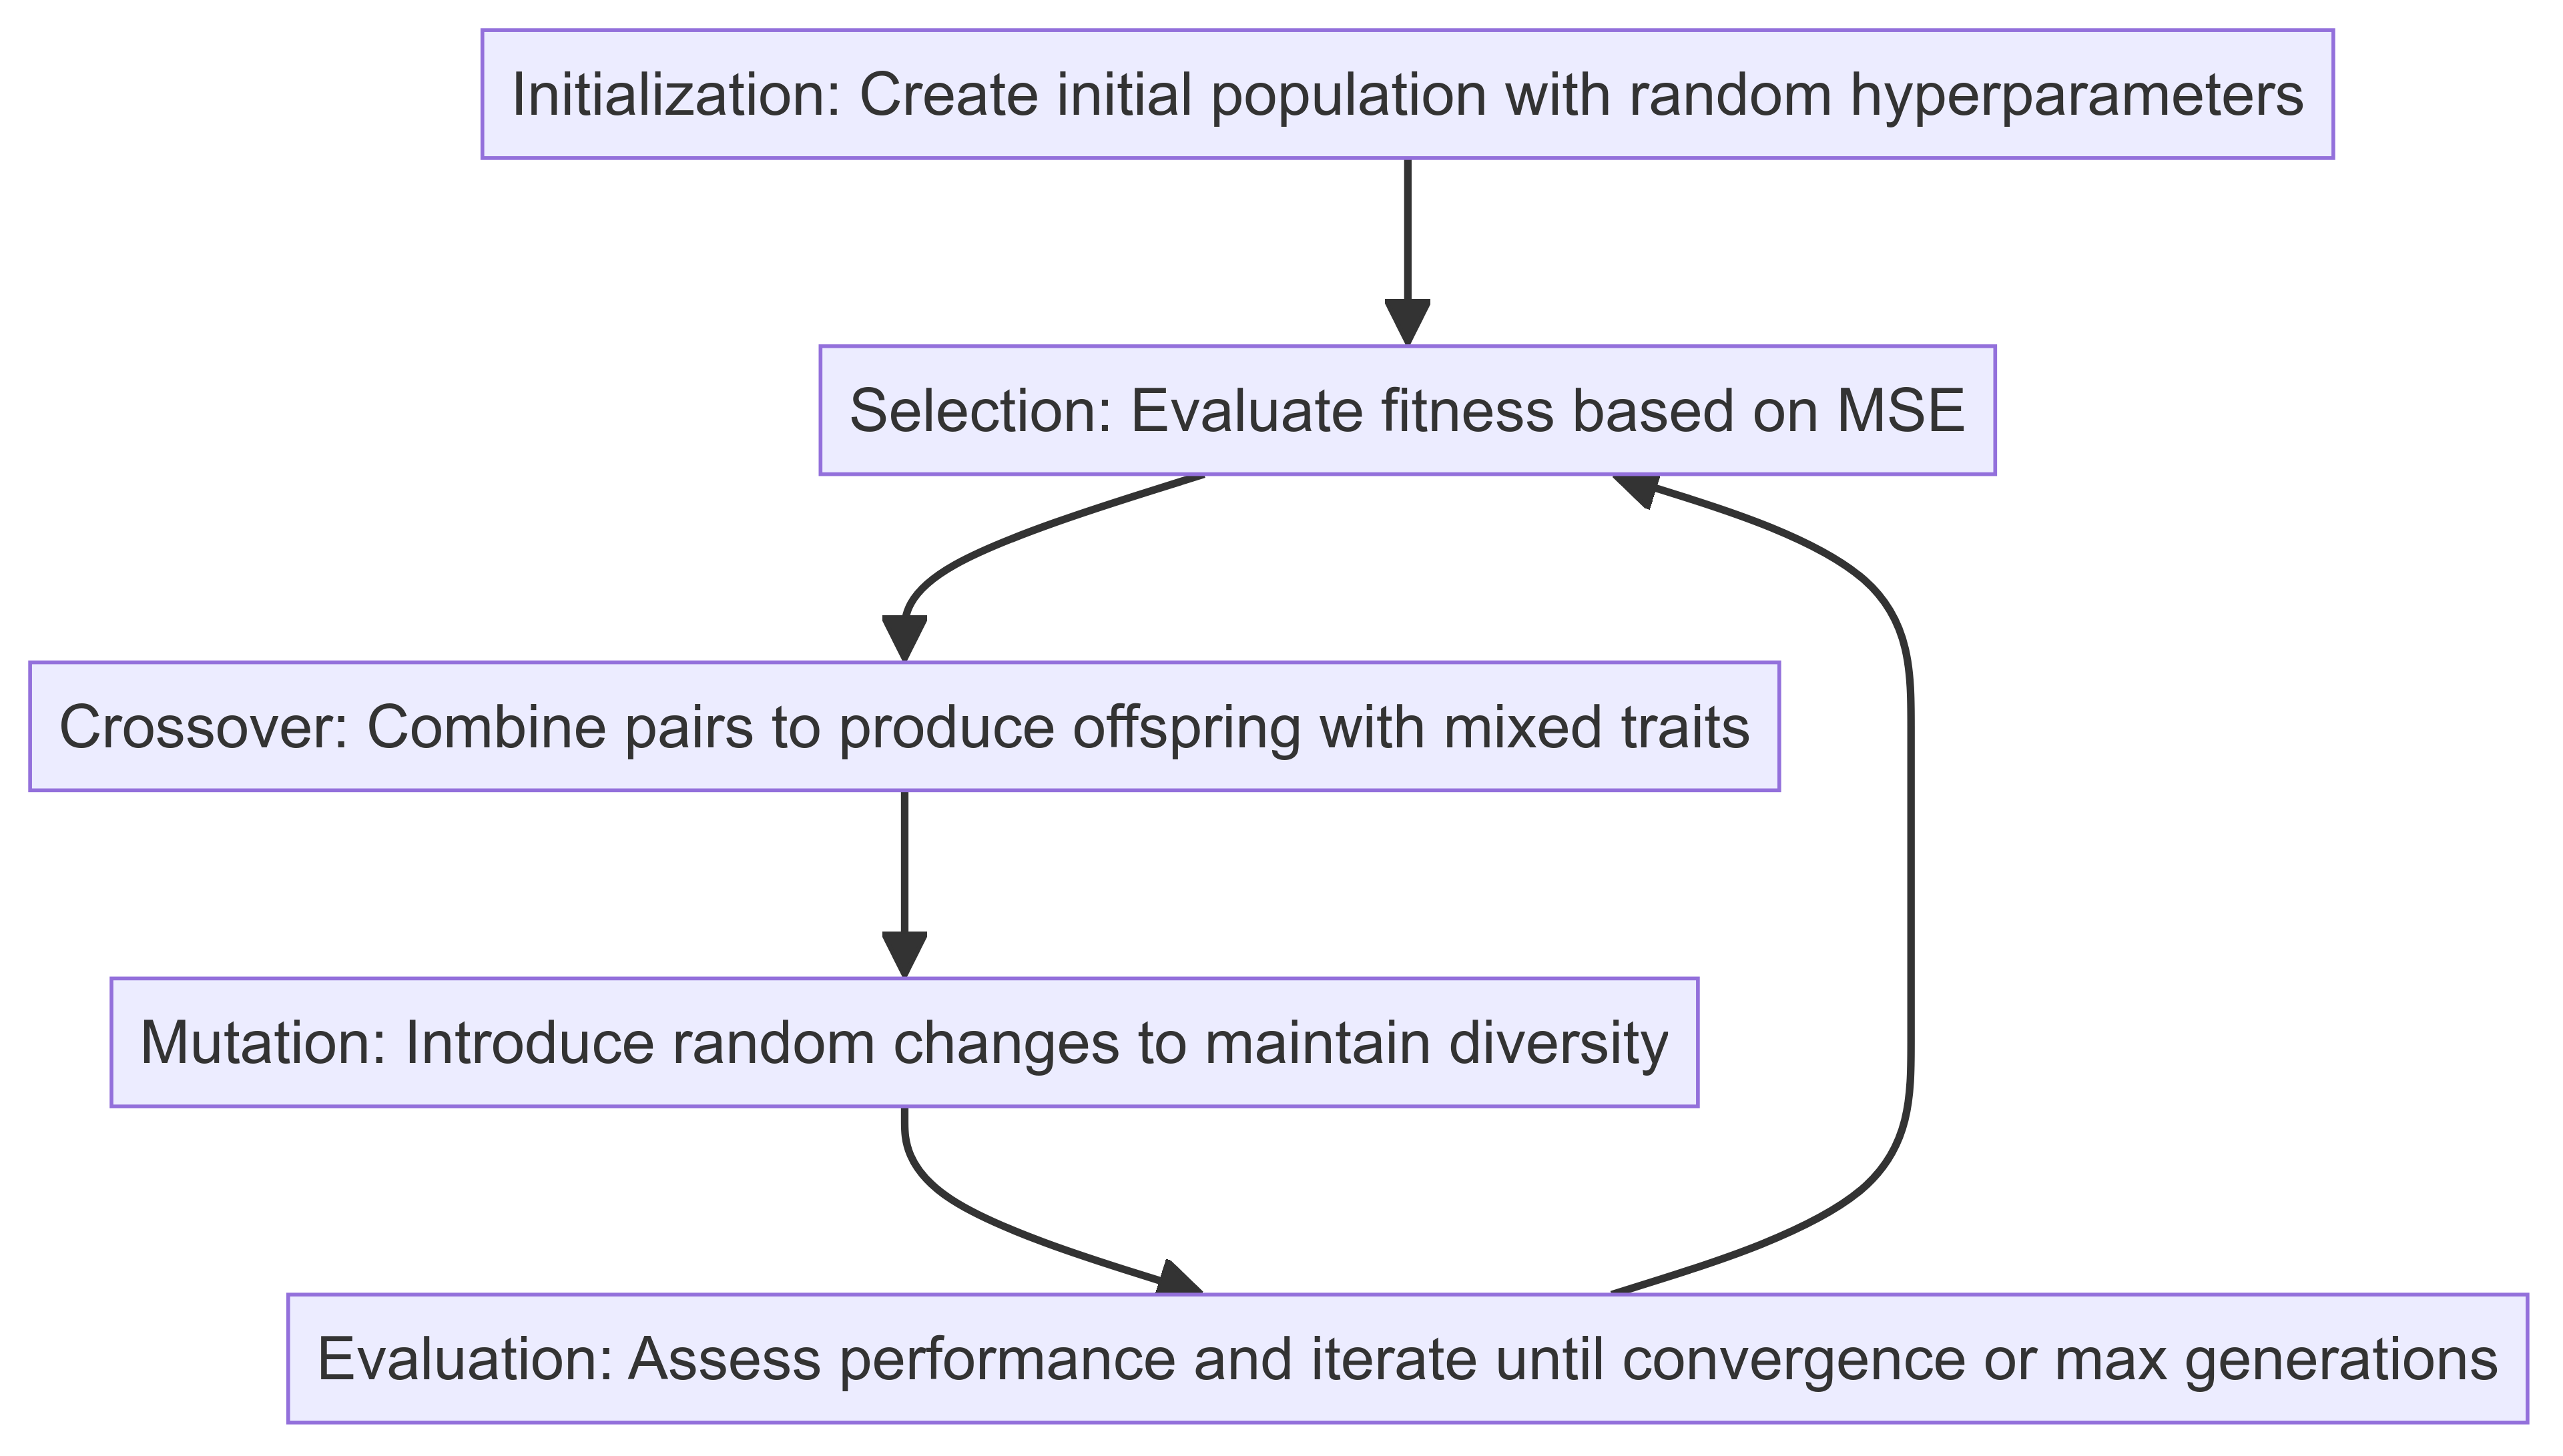 Initialization: Create initial population with random hyperparameters
Selection: Evaluate fitness based on MSE
Crossover: Combine pairs to produce offspring with mixed traits
Mutation: Introduce random changes to maintain diversity
Evaluation: Assess performance and iterate until convergence or max generations